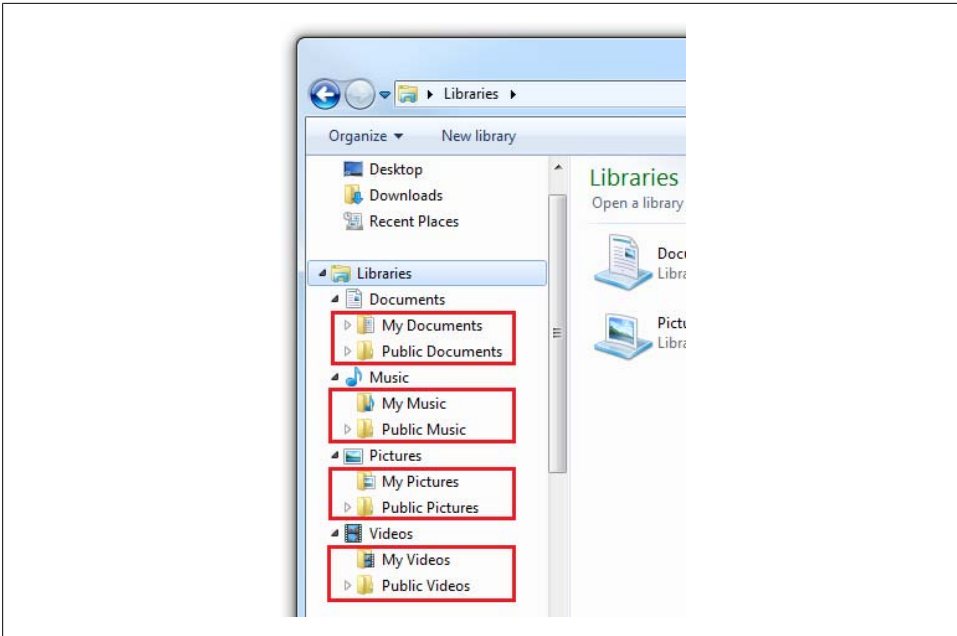 Libraries
Organize New library
Desktop
Downloads
Recent Places
Libraries
Documents
My Documents
Public Documents
Music
My Music
Public Music
Pictures
My Pictures
Public Pictures
Videos
My Videos
Public Videos
Libraries
Open a library